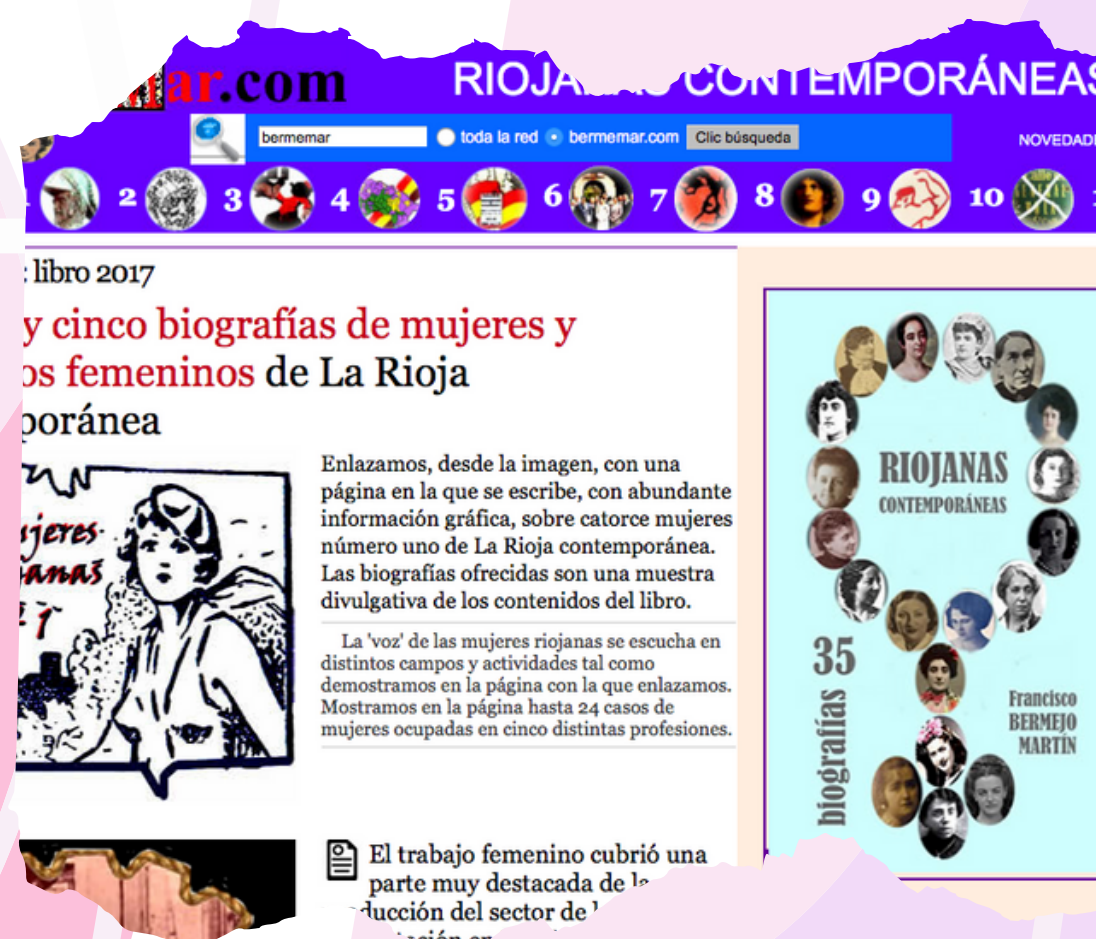 ar.com
RIOJANAS CONTEMPORÁNEAS
bermemar
toda la red
bermemar.com
Clic búsqueda
NOVEDADE
2 3 4 5 6 7 8 9 10
: libro 2017
y cinco biografías de mujeres y
os femeninos de La Rioja
poránea
ujeres
anas
1
Enlazamos, desde la imagen, con una
página en la que se escribe, con abundante
información gráfica, sobre catorce mujeres
número uno de La Rioja contemporánea.
Las biografías ofrecidas son una muestra
divulgativa de los contenidos del libro.
La 'voz' de las mujeres riojanas se escucha en
distintos campos y actividades tal como
demostramos en la página con la que enlazamos.
Mostramos en la página hasta 24 casos de
mujeres ocupadas en cinco distintas profesiones.
El trabajo femenino cubrió una
parte muy destacada de la
ducción del sector de l
RIOJANAS
CONTEMPORÁNEAS
35
biografías
Francisco
BERMEJO
MARTÍN